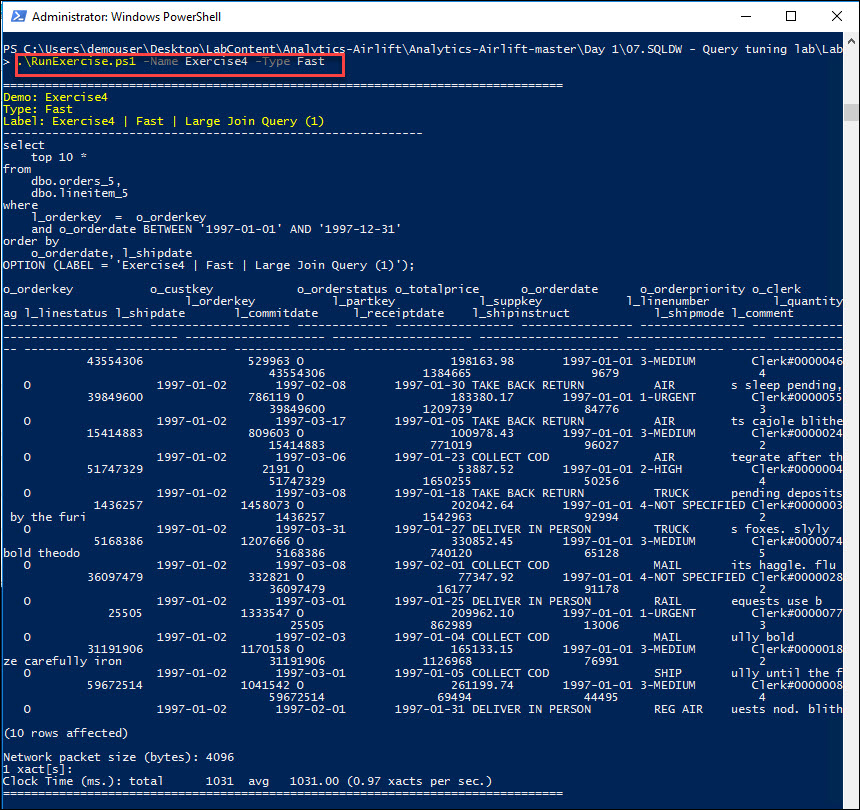 Administrator: Windows PowerShell
PS C:\Users\demouser\Desktop\LabContent\Analytics-Airlift\Analytics-Airlift-master\Day 1\07.SQLDW - Query tuning lab\Lab
> .\RunExercise.ps1 -Name Exercise4 -Type Fast
================================================================================
Demo: Exercise4
Type: Fast
Label: Exercise4 | Fast | Large Join Query (1)
------------------------------------------------------------
select
    top 10 *
from
    dbo.orders_5,
    dbo.lineitem_5
where
    l_orderkey  =  o_orderkey
    and o_orderdate BETWEEN '1997-01-01' AND '1997-12-31'
order by
    o_orderdate, l_shipdate
OPTION (LABEL = 'Exercise4 | Fast | Large Join Query (1)');
o_orderkey           o_custkey            o_orderstatus o_totalprice      o_orderdate      o_orderpriority o_clerk
l_orderkey           l_partkey            l_suppkey            l_linenumber         l_quantity
ag l_linestatus l_shipdate       l_commitdate     l_receiptdate    l_shipinstruct            l_shipmode l_comment
43554306               529963 O                     198163.98       1997-01-01 3-MEDIUM        Clerk#0000046
43554306              1384665                 9679                    4
O                  1997-01-02       1997-02-08       1997-01-30 TAKE BACK RETURN          AIR        s sleep pending,
39849600               786119 O                     183380.17       1997-01-01 1-URGENT        Clerk#0000055
39849600              1209739                84776                    3
O                  1997-01-02       1997-03-17       1997-01-05 TAKE BACK RETURN          AIR        ts cajole blithe
15414883               809603 O                     100978.43       1997-01-01 3-MEDIUM        Clerk#0000024
15414883               771019                96027                    2
O                  1997-01-02       1997-03-06       1997-01-23 COLLECT COD               AIR        tegrate after th
51747329                 2191 O                      53887.52       1997-01-01 2-HIGH          Clerk#0000004
51747329              1650255                50256                    4
O                  1997-01-02       1997-03-08       1997-01-18 TAKE BACK RETURN          TRUCK      pending deposits
1436257              1458073 O                     202042.64       1997-01-01 4-NOT SPECIFIED Clerk#0000003
by the furi                           1436257              1542963                92994                    2
O                  1997-01-02       1997-03-31       1997-01-27 DELIVER IN PERSON         TRUCK      s foxes. slyly
5168386              1207666 O                     330852.45       1997-01-01 3-MEDIUM        Clerk#0000074
bold theodo                            5168386               740120                65128                    5
O                  1997-01-02       1997-03-08       1997-02-01 COLLECT COD               MAIL       its haggle. flu
36097479               332821 O                      77347.92       1997-01-01 4-NOT SPECIFIED Clerk#0000028
36097479                16177                91178                    2
O                  1997-01-02       1997-03-01       1997-01-25 DELIVER IN PERSON         RAIL       equests use b
25505              1333547 O                     209962.10       1997-01-01 1-URGENT        Clerk#0000077
25505               862989                13006                    3
O                  1997-01-02       1997-02-03       1997-01-04 COLLECT COD               MAIL       ully bold
31191906              1170158 O                     165133.15       1997-01-01 3-MEDIUM        Clerk#0000018
ze carefully iron                     31191906              1126968                76991                    2
O                  1997-01-02       1997-03-01       1997-01-05 COLLECT COD               SHIP       ully until the f
59672514              1041542 O                     261199.74       1997-01-01 3-MEDIUM        Clerk#0000008
59672514                69494                44495                    4
O                  1997-01-02       1997-02-01       1997-01-31 DELIVER IN PERSON         REG AIR    uests nod. blith
(10 rows affected)
Network packet size (bytes): 4096
1 xact[s]:
Clock Time (ms.): total      1031  avg   1031.00 (0.97 xacts per sec.)
================================================================================